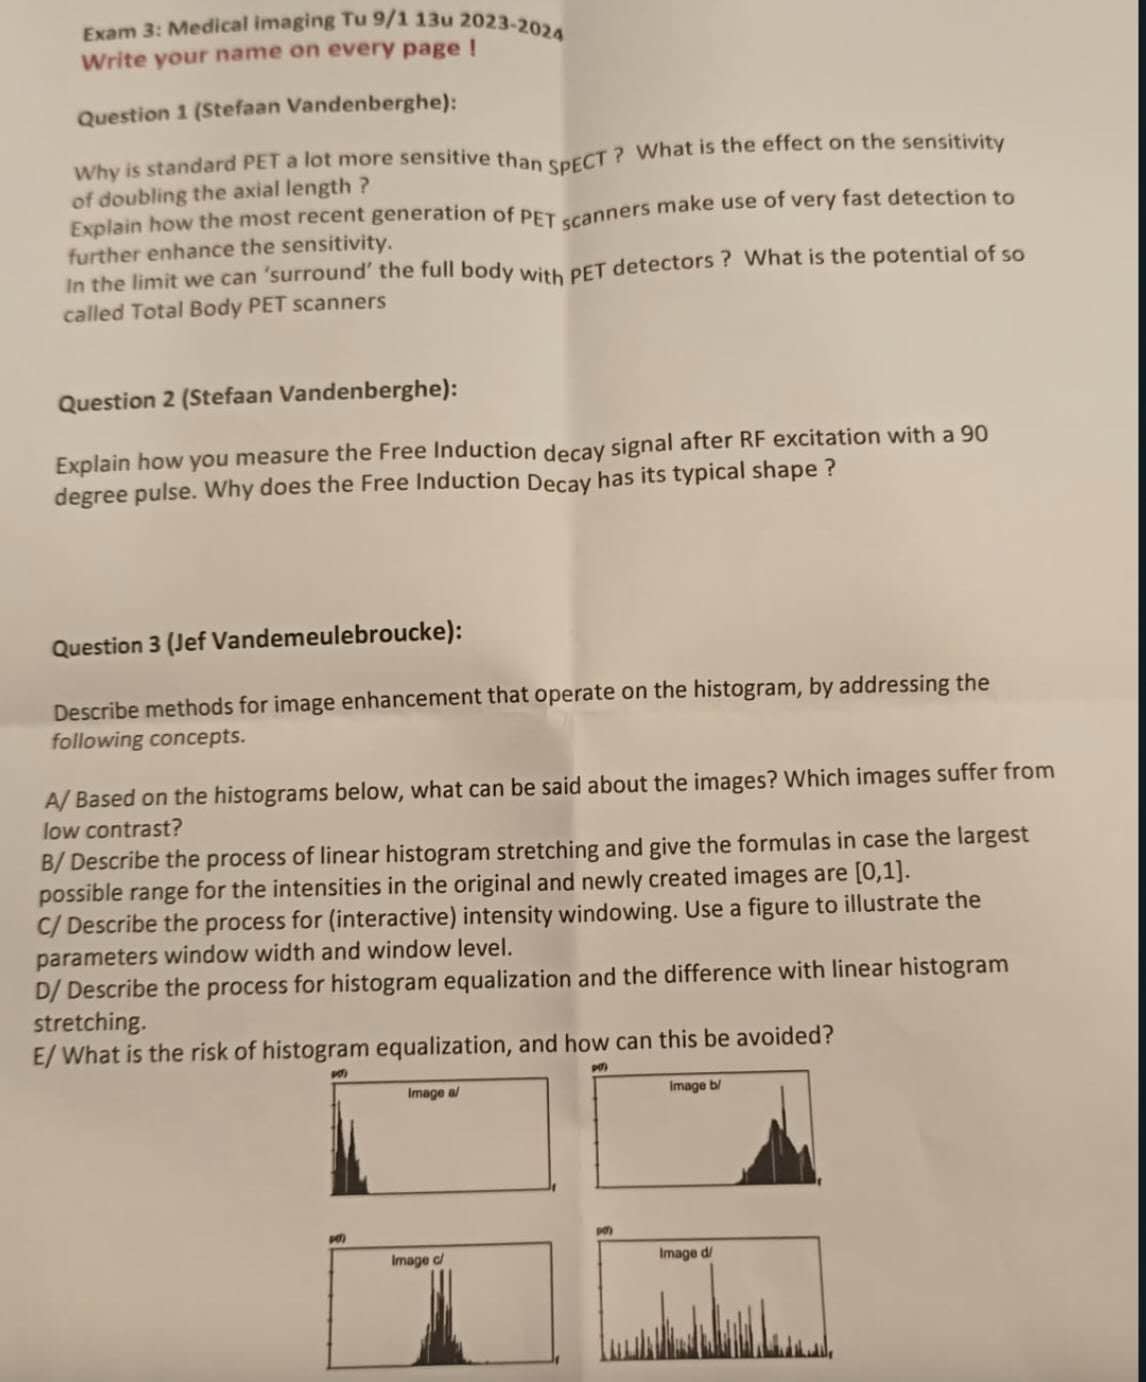 Exam 3: Medical imaging Tu 9/1 13u 2023-2024
Write your name on every page !
Question 1 (Stefaan Vandenberghe):
Why is standard PET a lot more sensitive than SPECT ? What is the effect on the sensitivity
of doubling the axial length ?
Explain how the most recent generation of PET scanners make use of very fast detection to
further enhance the sensitivity.
In the limit we can ‘surround’ the full body with PET detectors ? What is the potential of so
called Total Body PET scanners
Question 2 (Stefaan Vandenberghe):
Explain how you measure the Free Induction decay signal after RF excitation with a 90
degree pulse. Why does the Free Induction Decay has its typical shape ?
Question 3 (Jef Vandemeulebroucke):
Describe methods for image enhancement that operate on the histogram, by addressing the
following concepts.
A/ Based on the histograms below, what can be said about the images? Which images suffer from
low contrast?
B/ Describe the process of linear histogram stretching and give the formulas in case the largest
possible range for the intensities in the original and newly created images are [0,1].
C/ Describe the process for (interactive) intensity windowing. Use a figure to illustrate the
parameters window width and window level.
D/ Describe the process for histogram equalization and the difference with linear histogram
stretching.
E/ What is the risk of histogram equalization, and how can this be avoided?
p(f)
Image a/
f
p(f)
Image b/
f
p(f)
Image c/
f
p(f)
Image d/
f